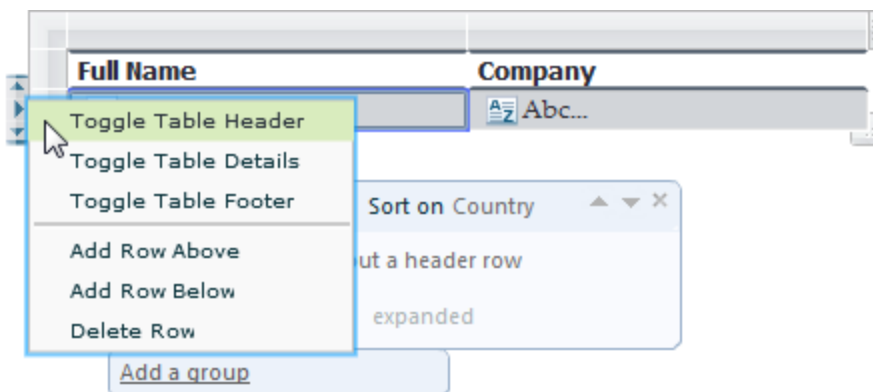 Full Name Company
Abc...
Toggle Table Header
Toggle Table Details
Toggle Table Footer
Add Row Above
Add Row Below
Delete Row
Sort on Country
a header row
expanded
Add a group